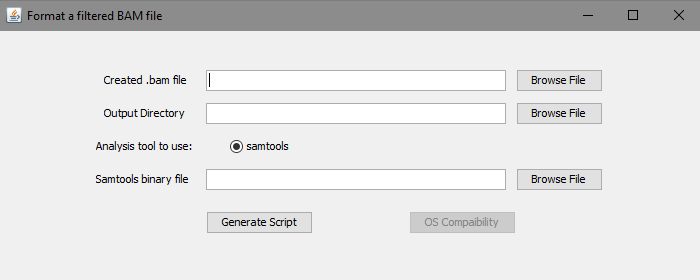 Format a filtered BAM file
Created .bam file Browse File
Output Directory Browse File
Analysis tool to use: samtools
Samtools binary file Browse File
Generate Script OS Compaibility